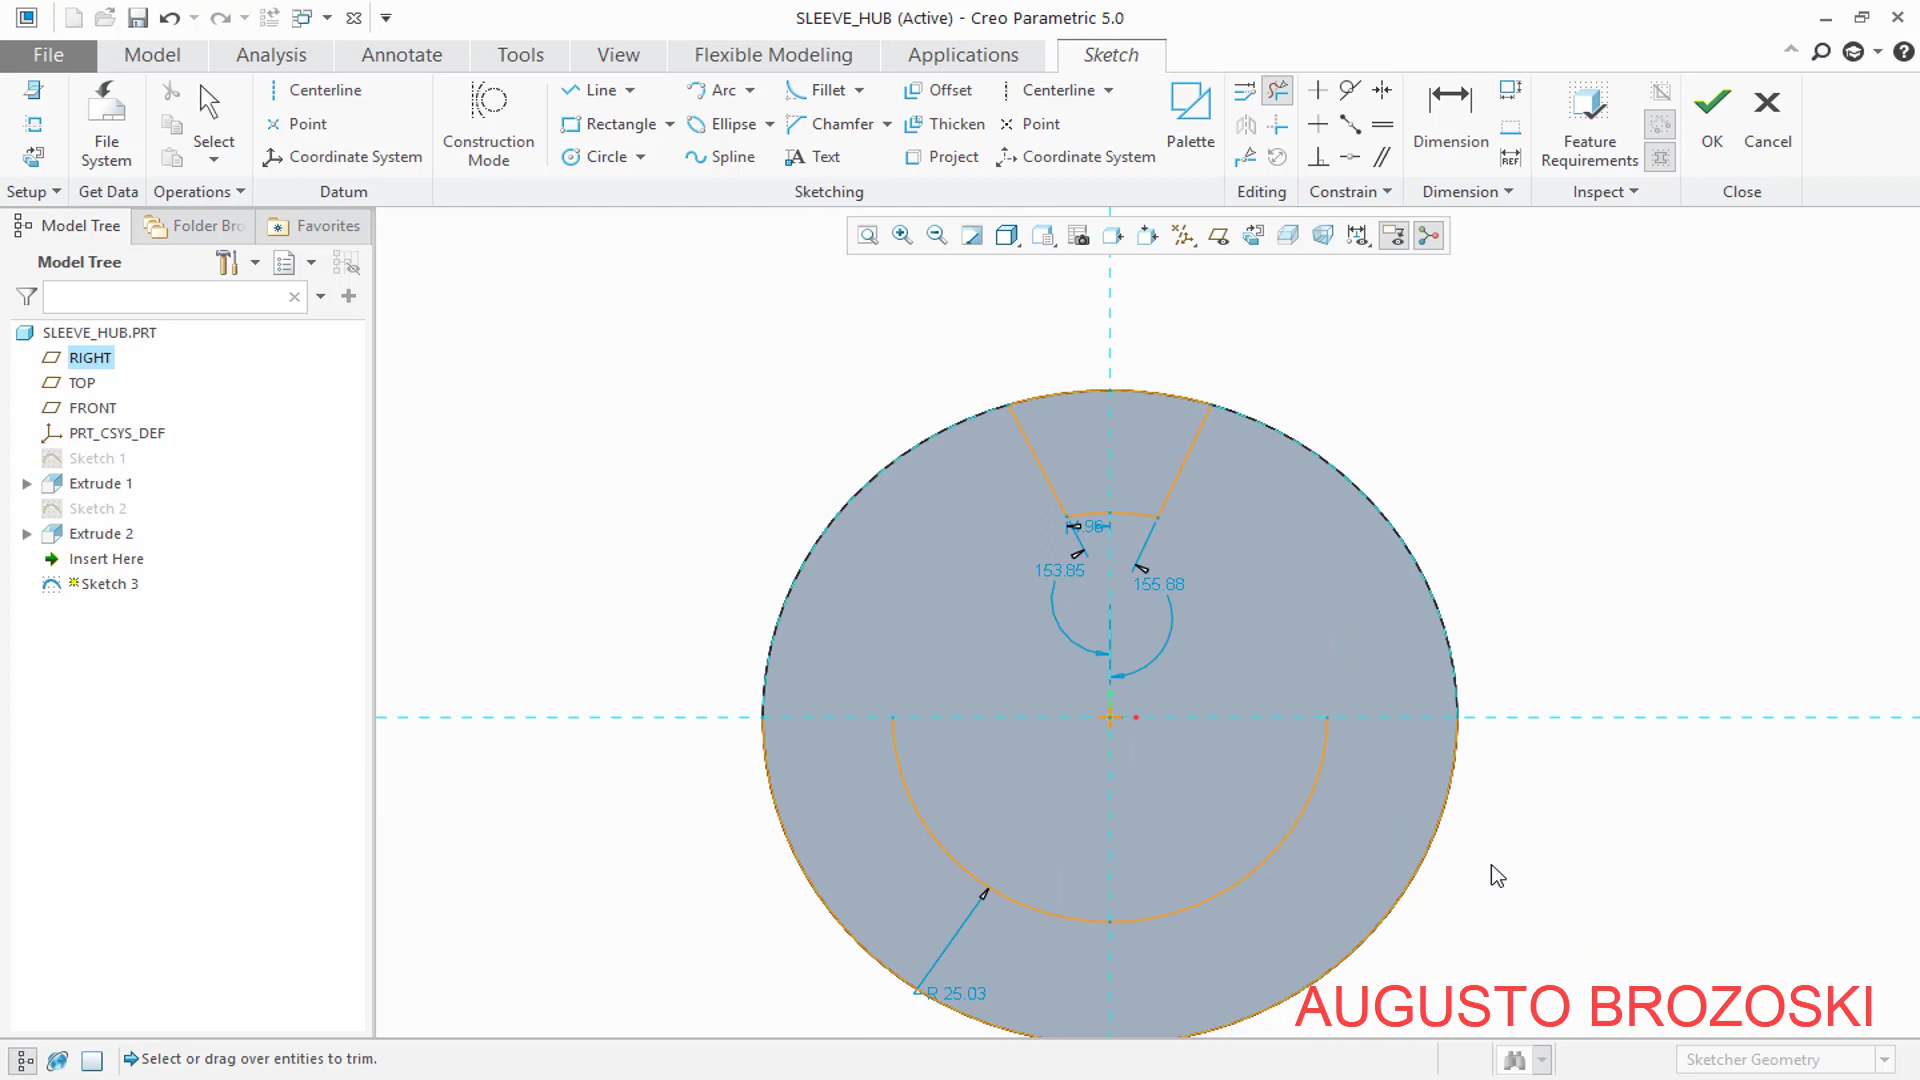 SLEEVE_HUB (Active) - Creo Parametric 5.0
File Model Analysis Annotate Tools View Flexible Modeling Applications Sketch
Centerline Line Arc Fillet Offset Centerline
Point Rectangle Ellipse Chamfer Thicken Point
File System Select Coordinate System Construction Mode Circle Spline Text Project Coordinate System Palette Dimension REF Feature Requirements OK Cancel
Setup Get Data Operations Datum Sketching Editing Constrain Dimension Inspect Close
Model Tree Folder Bro Favorites
Model Tree
SLEEVE_HUB.PRT
RIGHT
TOP
FRONT
PRT_CSYS_DEF
Sketch 1
Extrude 1
Sketch 2
Extrude 2
Insert Here
Sketch 3
153.85
155.88
R 25.03
AUGUSTO BROZOSKI
Select or drag over entities to trim.
Sketcher Geometry